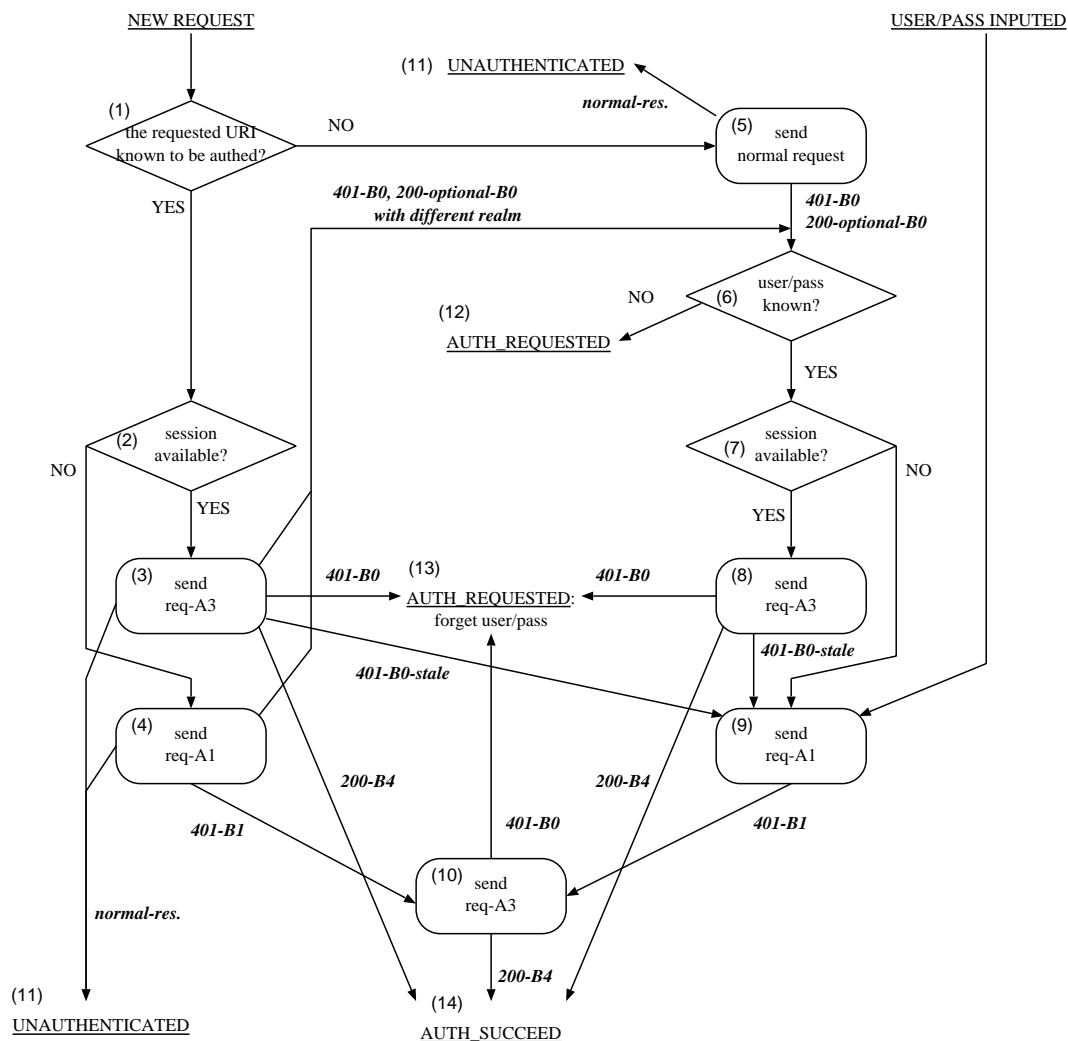 NEW REQUEST
USER/PASS INPUTED
(11) UNAUTHENTICATED
normal-res.
(1)
the requested URI
known to be authed?
NO
(5)
send
normal request
YES
401-B0, 200-optional-B0
with different realm
401-B0
200-optional-B0
(6)
user/pass
known?
NO
(12)
AUTH_REQUESTED
YES
(2)
session
available?
NO
YES
(7)
session
available?
NO
YES
(3)
send
req-A3
401-B0
(13)
AUTH_REQUESTED:
forget user/pass
401-B0
(8)
send
req-A3
401-B0-stale
401-B0-stale
(4)
send
req-A1
(9)
send
req-A1
200-B4
200-B4
401-B1
401-B0
401-B1
(10)
send
req-A3
normal-res.
200-B4
(11)
UNAUTHENTICATED
(14)
AUTH_SUCCEED